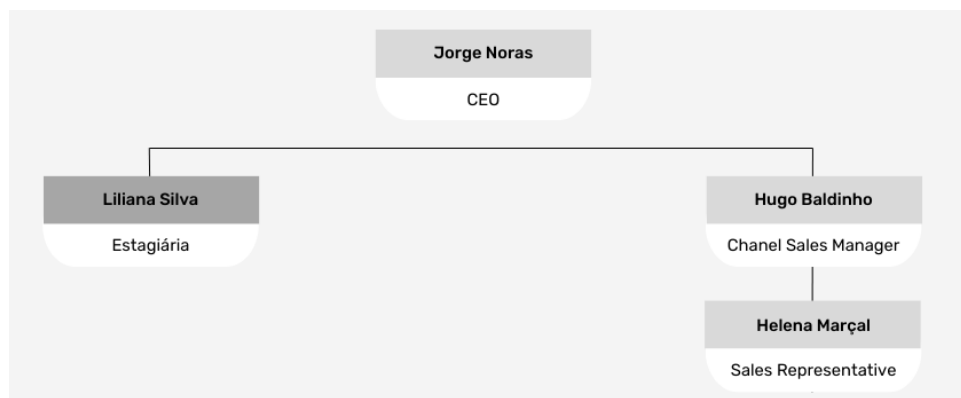 Jorge Noras
CEO
Liliana Silva
Estagiária
Hugo Baldinho
Chanel Sales Manager
Helena Marçal
Sales Representative